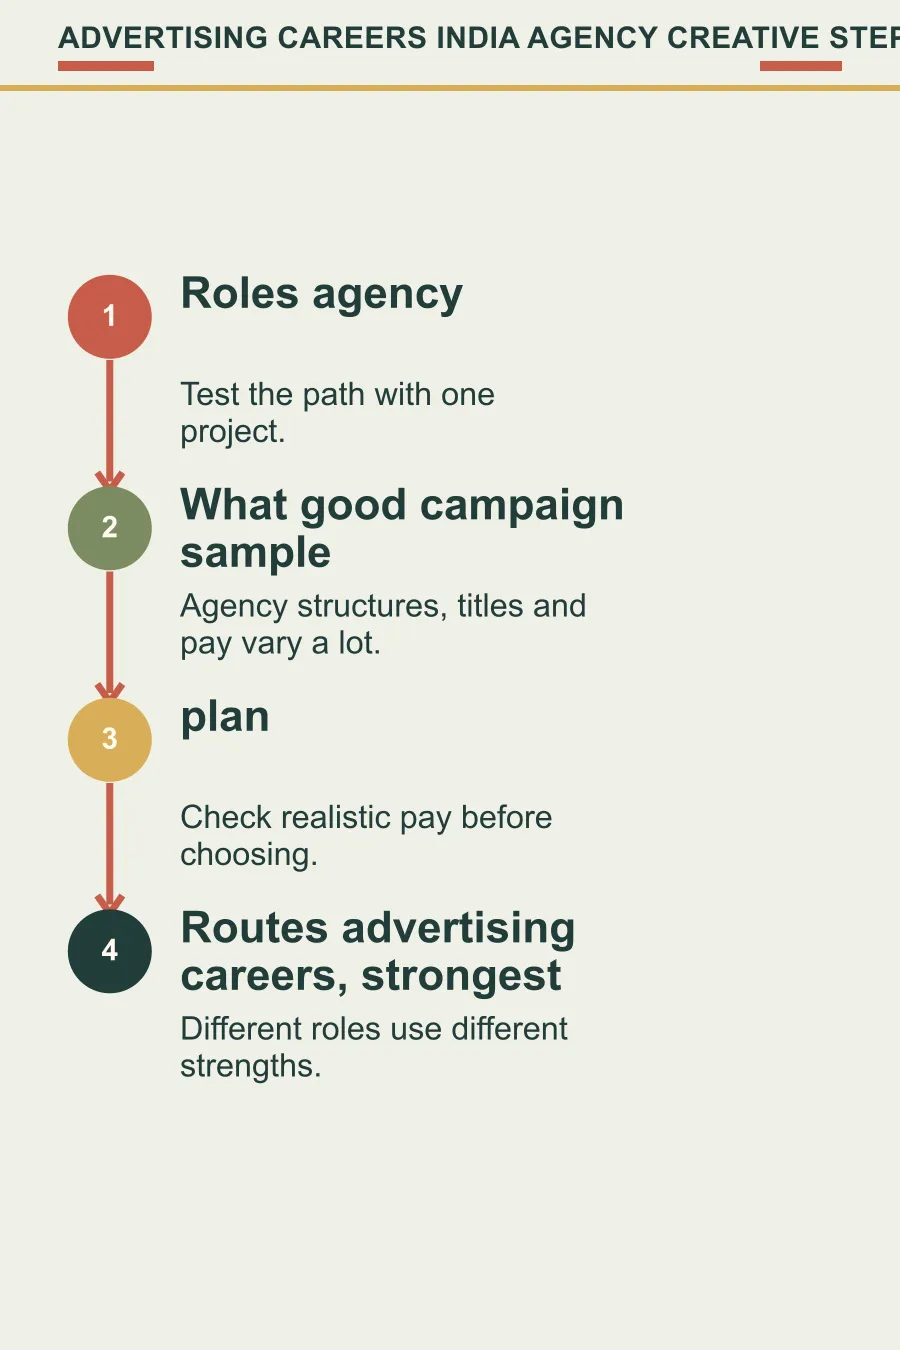 ADVERTISING CAREERS INDIA AGENCY CREATIVE STEP
1
Roles agency
Test the path with one
project.
2
What good campaign
sample
Agency structures, titles and
pay vary a lot.
3
plan
Check realistic pay before
choosing.
4
Routes advertising
careers, strongest
Different roles use different
strengths.